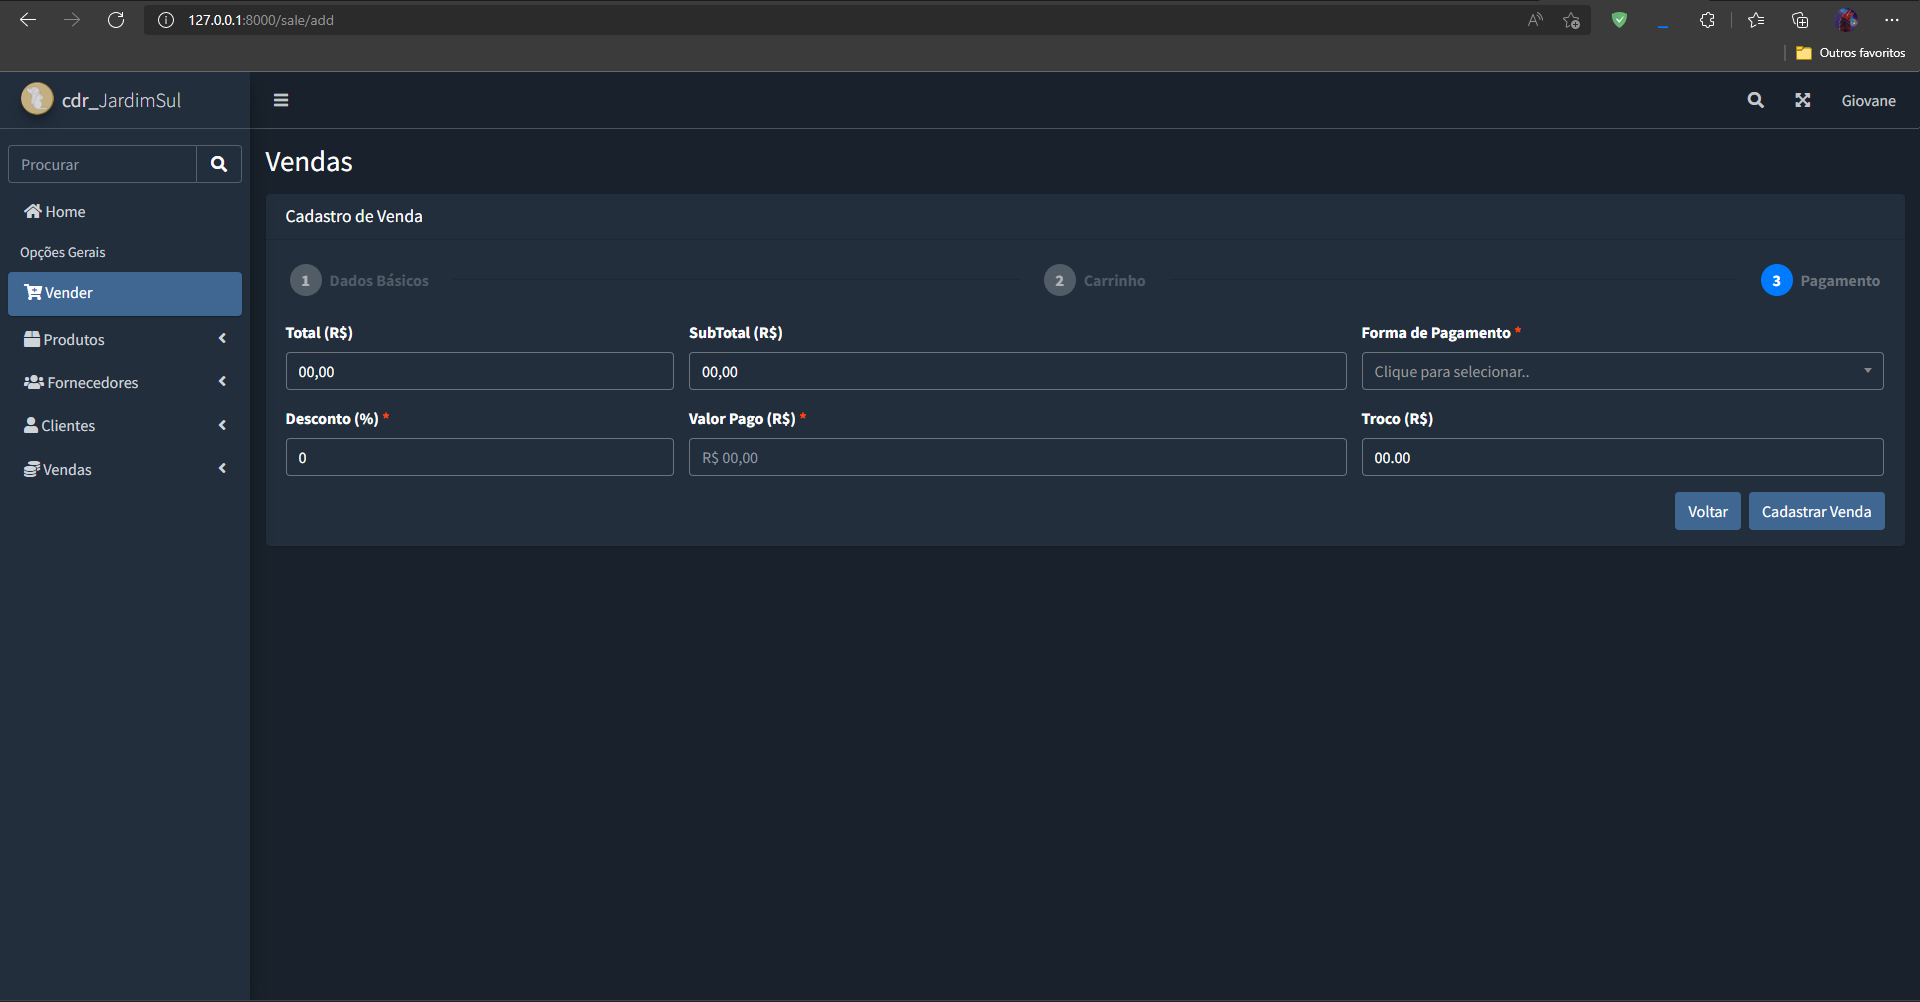 127.0.0.1:8000/sale/add
Outros favoritos
cdr_JardimSul
Giovane
Procurar
Home
Opções Gerais
Vender
Produtos
Fornecedores
Clientes
Vendas
Vendas
Cadastro de Venda
1 Dados Básicos 2 Carrinho 3 Pagamento
Total (R$) SubTotal (R$) Forma de Pagamento *
00,00 00,00 Clique para selecionar..
Desconto (%) * Valor Pago (R$) * Troco (R$)
0 R$ 00,00 00.00
Voltar Cadastrar Venda